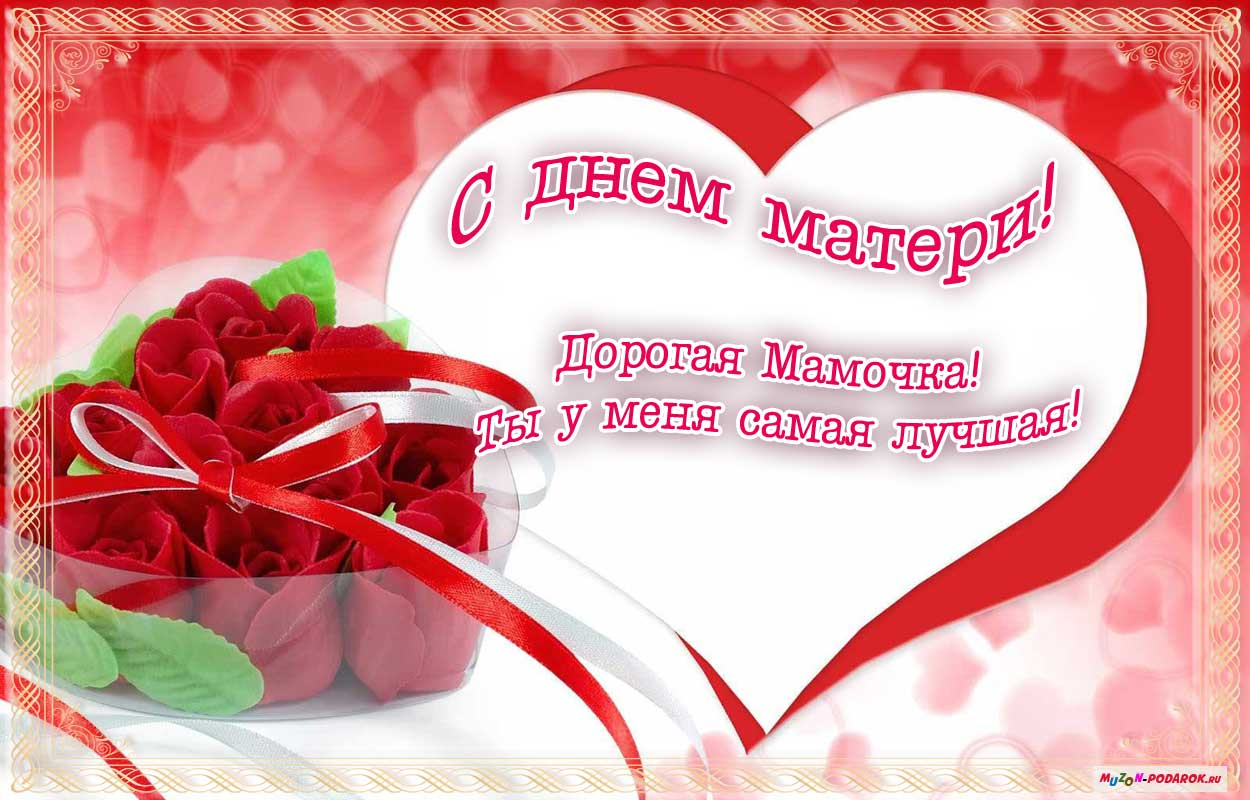 С днем матери!
Дорогая Мамочка!
Ты у меня самая лучшая!
MuZoN-PODAROK.RU